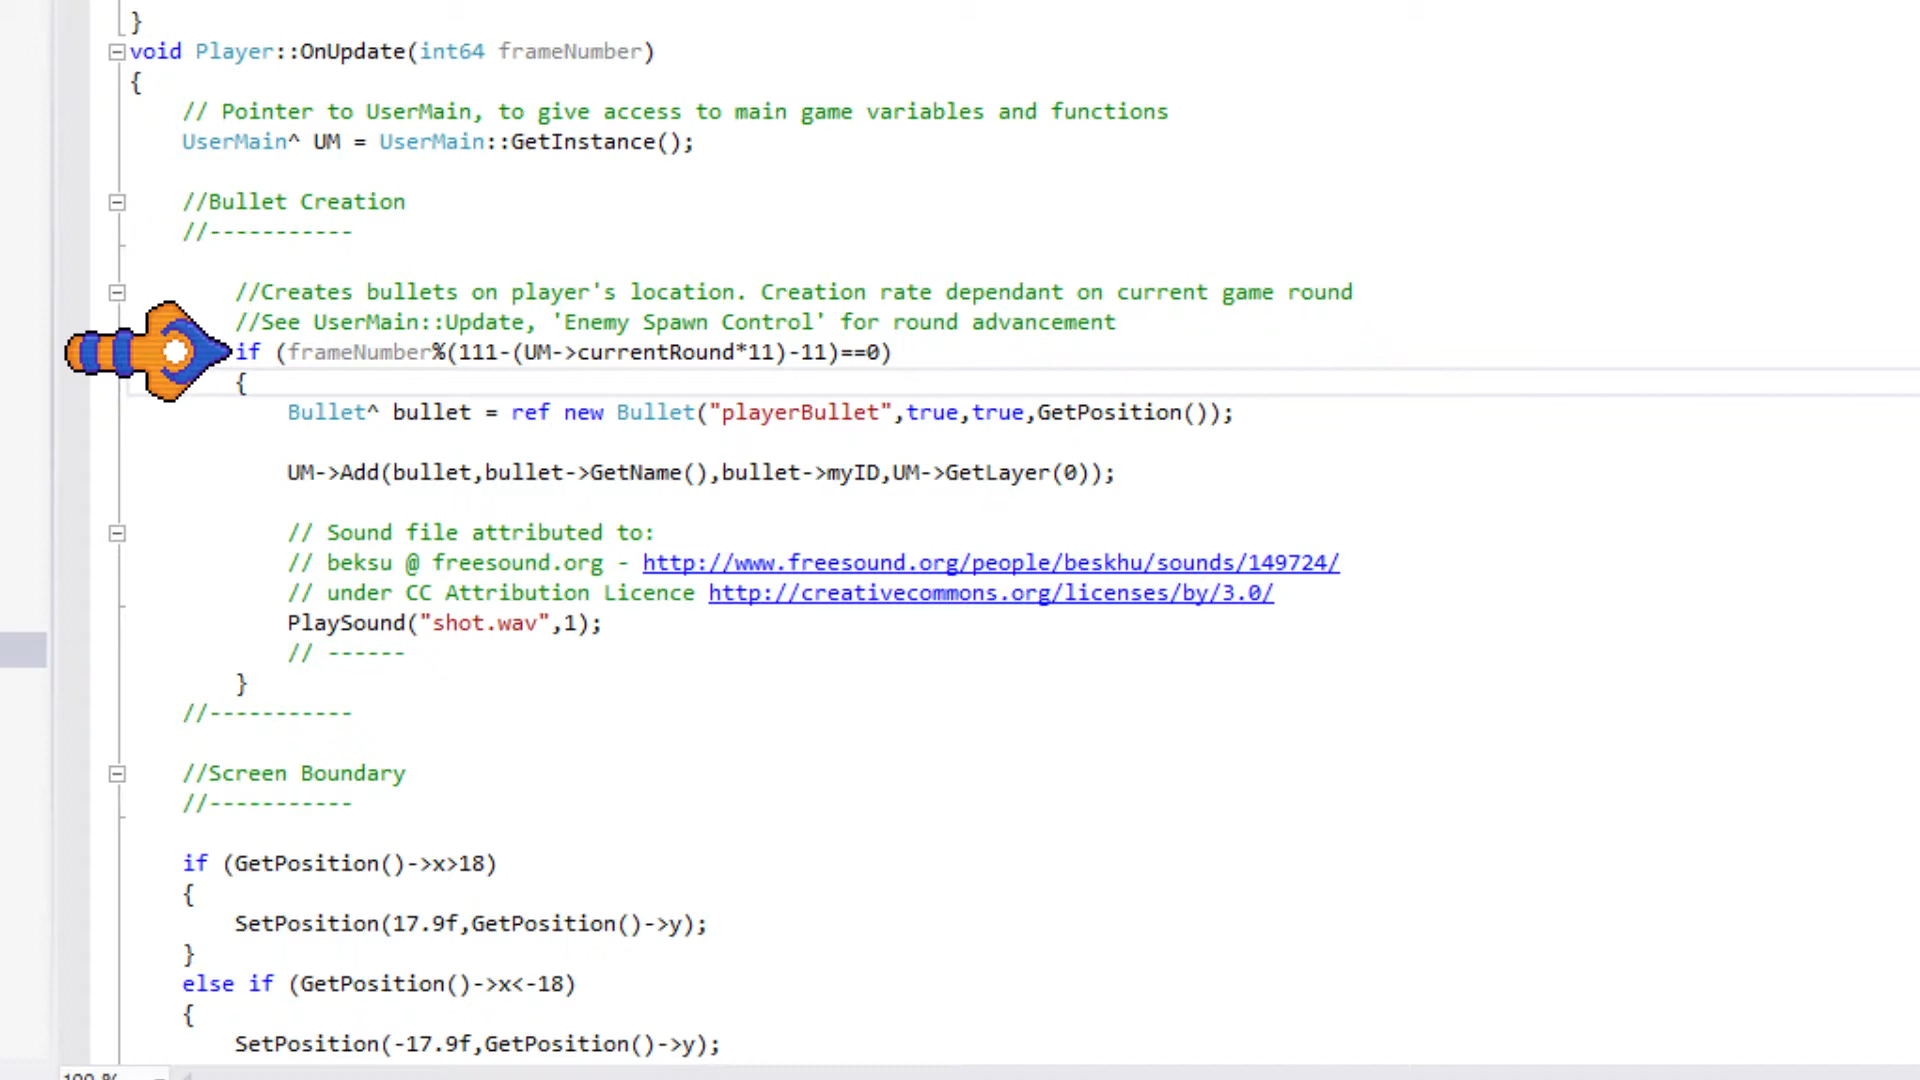 }
void Player::OnUpdate(int64 frameNumber)
{
// Pointer to UserMain, to give access to main game variables and functions
UserMain^ UM = UserMain::GetInstance();
//Bullet Creation
//-----------
//Creates bullets on player's location. Creation rate dependant on current game round
//See UserMain::Update, 'Enemy Spawn Control' for round advancement
if (frameNumber%(111-(UM->currentRound*11)-11)==0)
{
Bullet^ bullet = ref new Bullet("playerBullet",true,true,GetPosition());
UM->Add(bullet,bullet->GetName(),bullet->myID,UM->GetLayer(0));
// Sound file attributed to:
// beksu @ freesound.org - http://www.freesound.org/people/beskhu/sounds/149724/
// under CC Attribution Licence http://creativecommons.org/licenses/by/3.0/
PlaySound("shot.wav",1);
// ------
}
//-----------
//Screen Boundary
//-----------
if (GetPosition()->x>18)
{
SetPosition(17.9f,GetPosition()->y);
}
else if (GetPosition()->x<-18)
{
SetPosition(-17.9f,GetPosition()->y);